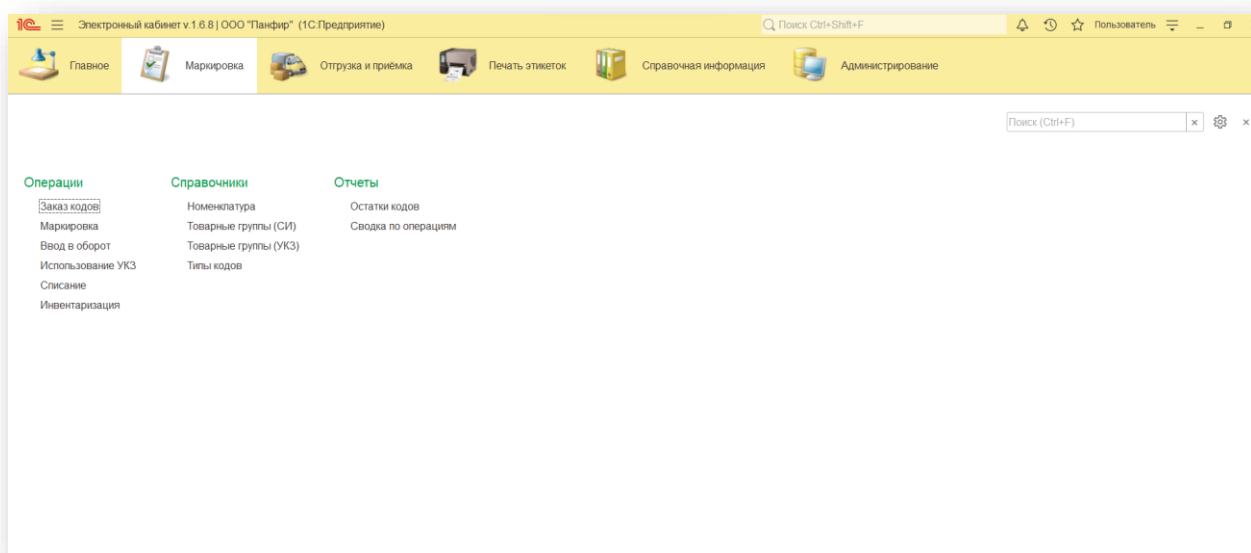 1С Электронный кабинет v.1.6.8 | ООО "Панфир" (1С:Предприятие) Поиск Ctrl+Shift+F Пользователь
Главное Маркировка Отгрузка и приёмка Печать этикеток Справочная информация Администрирование
Поиск (Ctrl+F)
Операции
Заказ кодов
Маркировка
Ввод в оборот
Использование УКЗ
Списание
Инвентаризация
Справочники
Номенклатура
Товарные группы (СИ)
Товарные группы (УКЗ)
Типы кодов
Отчеты
Остатки кодов
Сводка по операциям